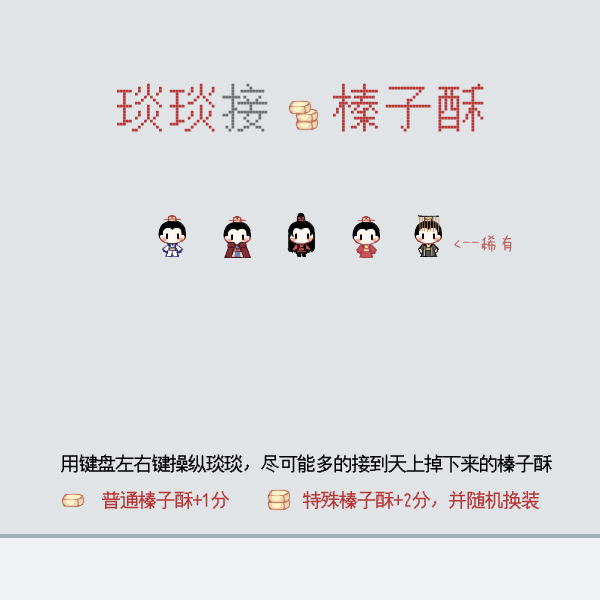 琰琰接榛子酥
<--稀有
用键盘左右键操纵琰琰，尽可能多的接到天上掉下来的榛子酥
普通榛子酥+1分 特殊榛子酥+2分，并随机换装